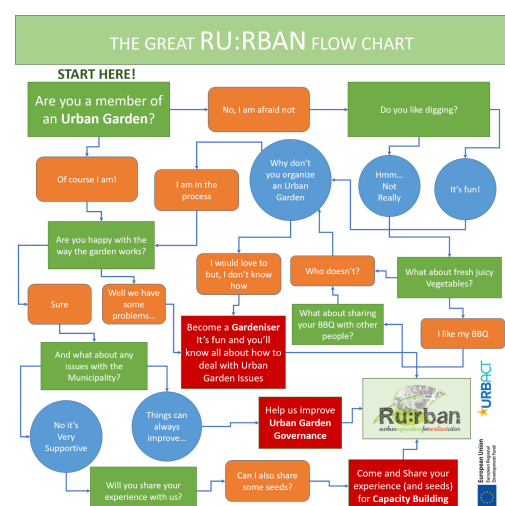 THE GREAT RU:RBAN FLOW CHART
START HERE!
Are you a member of
an Urban Garden?
No, I am afraid not
Do you like digging?
Of course I am!
I am in the
process
Why don't
you organize
an Urban
Garden
Hmm...
Not
Really
It's fun!
Are you happy with the
way the garden works?
I would love to
but, I don't know
how
Who doesn't?
What about fresh juicy
Vegetables?
Sure
Well we have
some
problems...
Become a Gardeniser
It's fun and you'll
know all about how to
deal with Urban
Garden Issues
What about sharing
your BBQ with other
people?
I like my BBQ
And what about any
issues with the
Municipality?
No it's
Very
Supportive
Things can
always
improve...
Help us improve
Urban Garden
Governance
Ru:rban
URBACT
Will you share your
experience with us?
Can I also share
some seeds?
Come and Share your
experience (and seeds)
for Capacity Building
European Union
European Regional
Development Fund